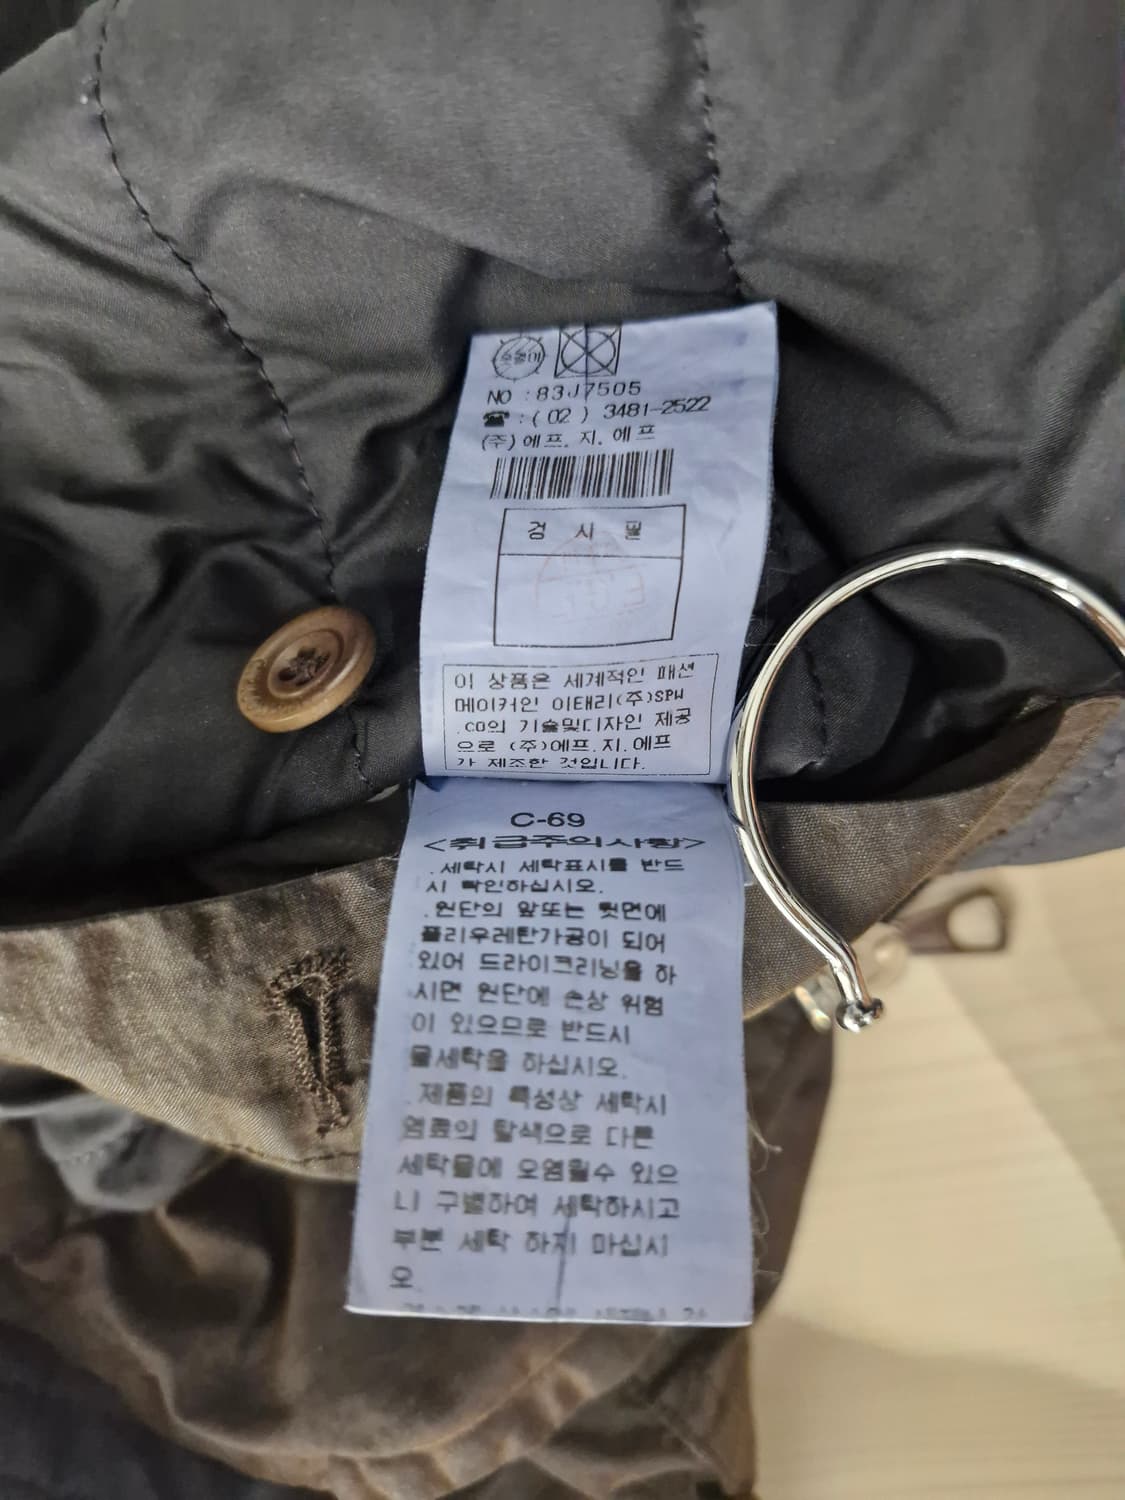 NO : 83J7505
☎ : ( 02 ) 3481-2522
(주) 에프. 지. 에프
검 시 필
이 상품은 세계적인 패션
메이커인 이태리(주)SPW
.CO의 기술및디자인 제공
으로 (주)에프.지.에프
가 제조한 것입니다.
C-69
<취급주의사항>
.세탁시 세탁표시를 반드
시 확인하십시오.
.원단의 앞또는 뒷면에
폴리우레탄가공이 되어
있어 드라이크리닝을 하
시면 원단에 손상 위험
이 있으므로 반드시
물세탁을 하십시오.
.제품의 특성상 세탁시
염료의 탈색으로 다른
세탁물에 오염될수 있으
니 구별하여 세탁하시고
부분 세탁 하지 마십시
오.